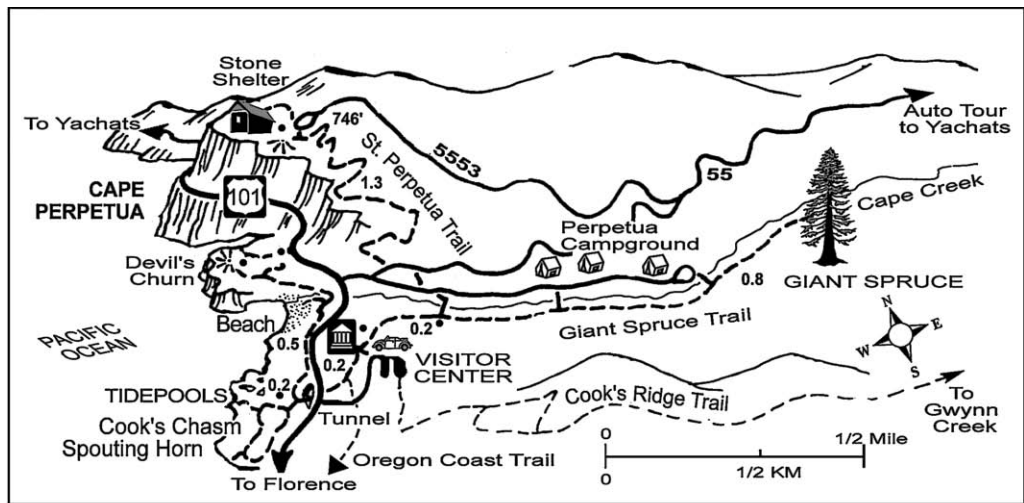 Stone
Shelter
To Yachats
746'
5553
St. Perpetua Trail
1.3
55
Auto Tour
to Yachats
CAPE
PERPETUA
101
Cape Creek
Perpetua
Campground
Devil's
Churn
0.8
GIANT SPRUCE
Beach
0.2
Giant Spruce Trail
PACIFIC
OCEAN
0.5
0.2
VISITOR
CENTER
N
E
W
S
TIDEPOOLS
0.2
Cook's Chasm
Tunnel
Cook's Ridge Trail
To
Gwynn
Creek
Spouting Horn
Oregon Coast Trail
0
1/2 Mile
0
1/2 KM
To Florence